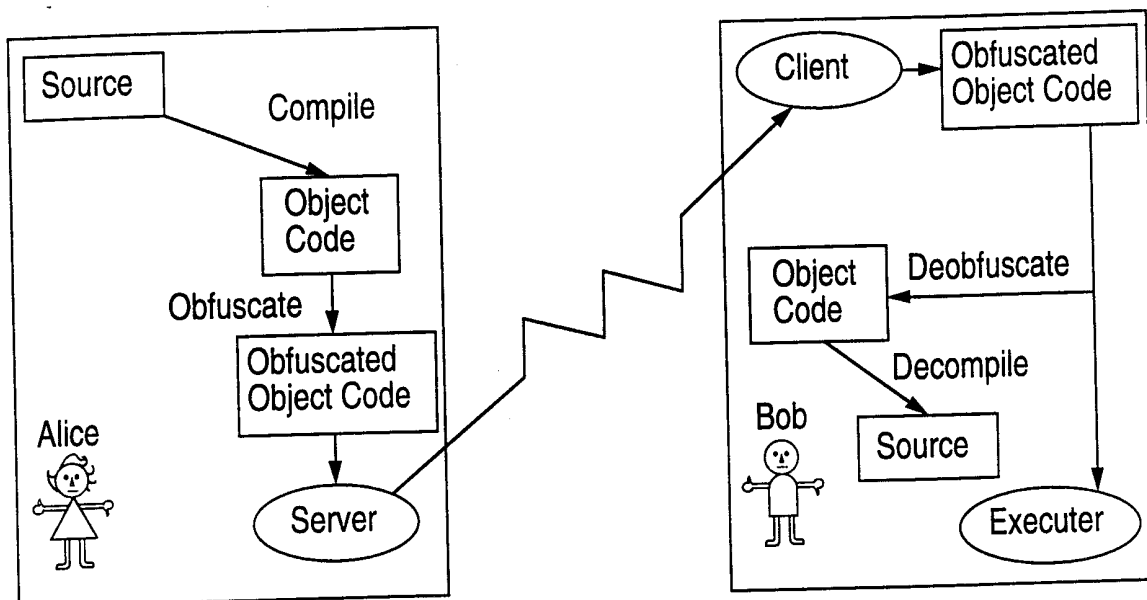 Source
Compile
Object
Code
Obfuscate
Obfuscated
Object Code
Alice
Server
Client
Obfuscated
Object Code
Object
Code
Deobfuscate
Decompile
Bob
Source
Executer